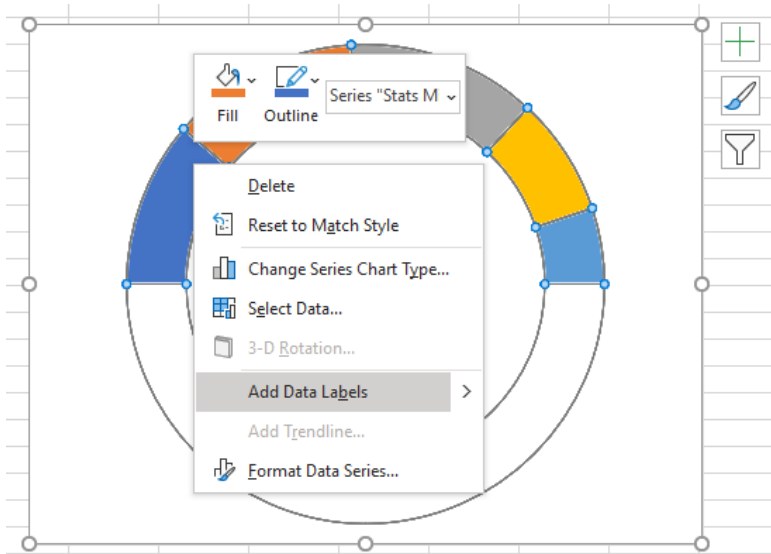 Fill
Outline
Series "Stats M
Delete
Reset to Match Style
Change Series Chart Type...
Select Data...
3-D Rotation...
Add Data Labels
Add Trendline...
Format Data Series...